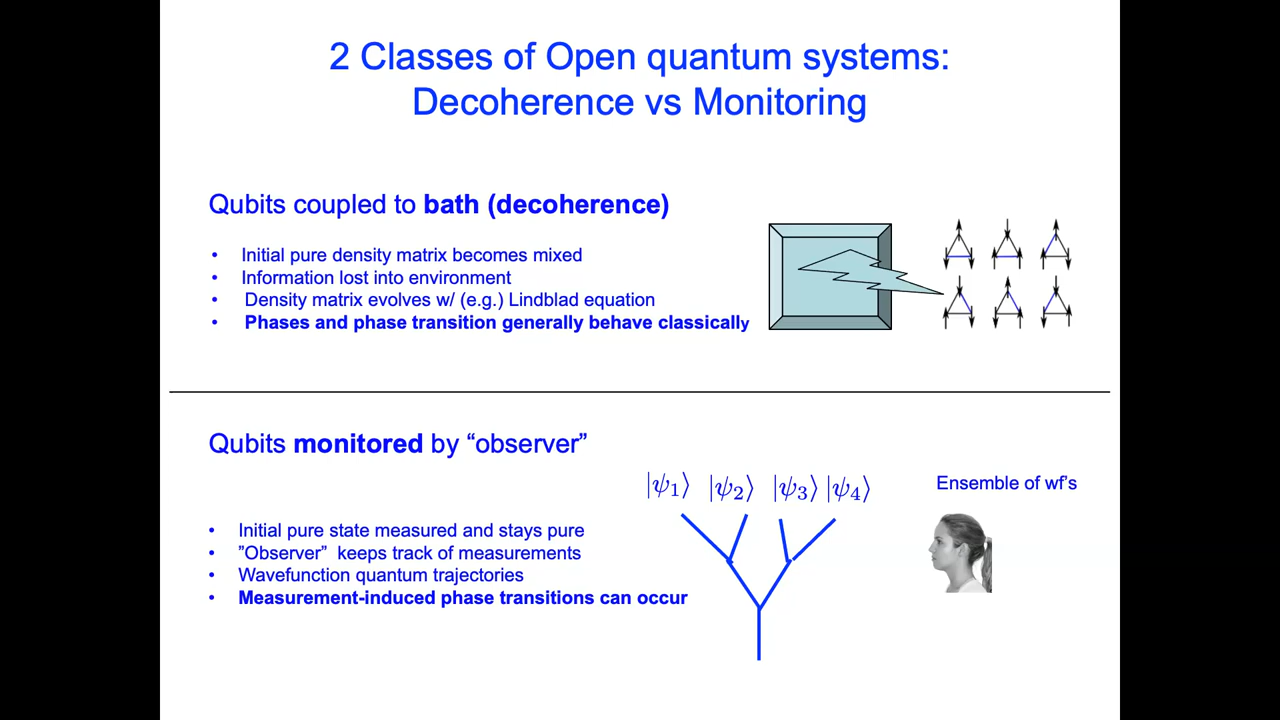 2 Classes of Open quantum systems:
Decoherence vs Monitoring
Qubits coupled to bath (decoherence)
• Initial pure density matrix becomes mixed
• Information lost into environment
• Density matrix evolves w/ (e.g.) Lindblad equation
• Phases and phase transition generally behave classically
Qubits monitored by “observer”
|ψ₁⟩ |ψ₂⟩ |ψ₃⟩ |ψ₄⟩
Ensemble of wf's
• Initial pure state measured and stays pure
• ”Observer” keeps track of measurements
• Wavefunction quantum trajectories
• Measurement-induced phase transitions can occur